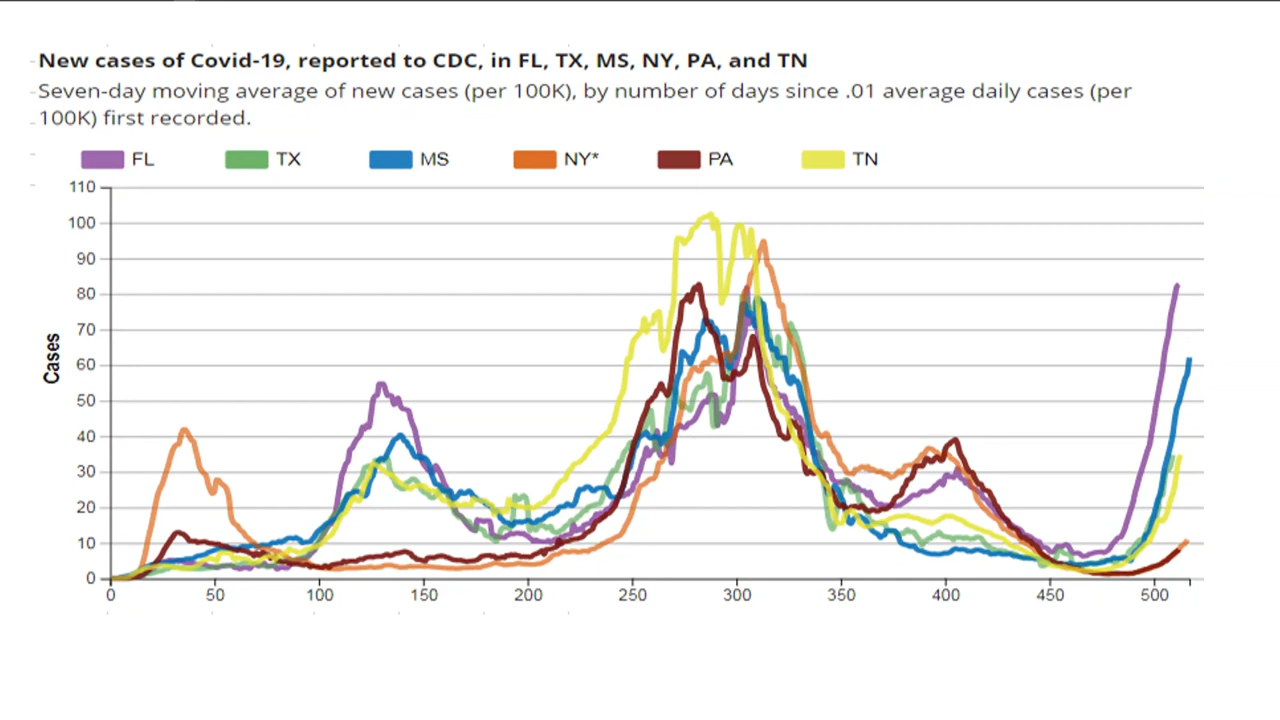 New cases of Covid-19, reported to CDC, in FL, TX, MS, NY, PA, and TN
Seven-day moving average of new cases (per 100K), by number of days since .01 average daily cases (per
100K) first recorded.
FL TX MS NY* PA TN
110
100
90
80
70
60
50
40
30
20
10
0
Cases
0 50 100 150 200 250 300 350 400 450 500